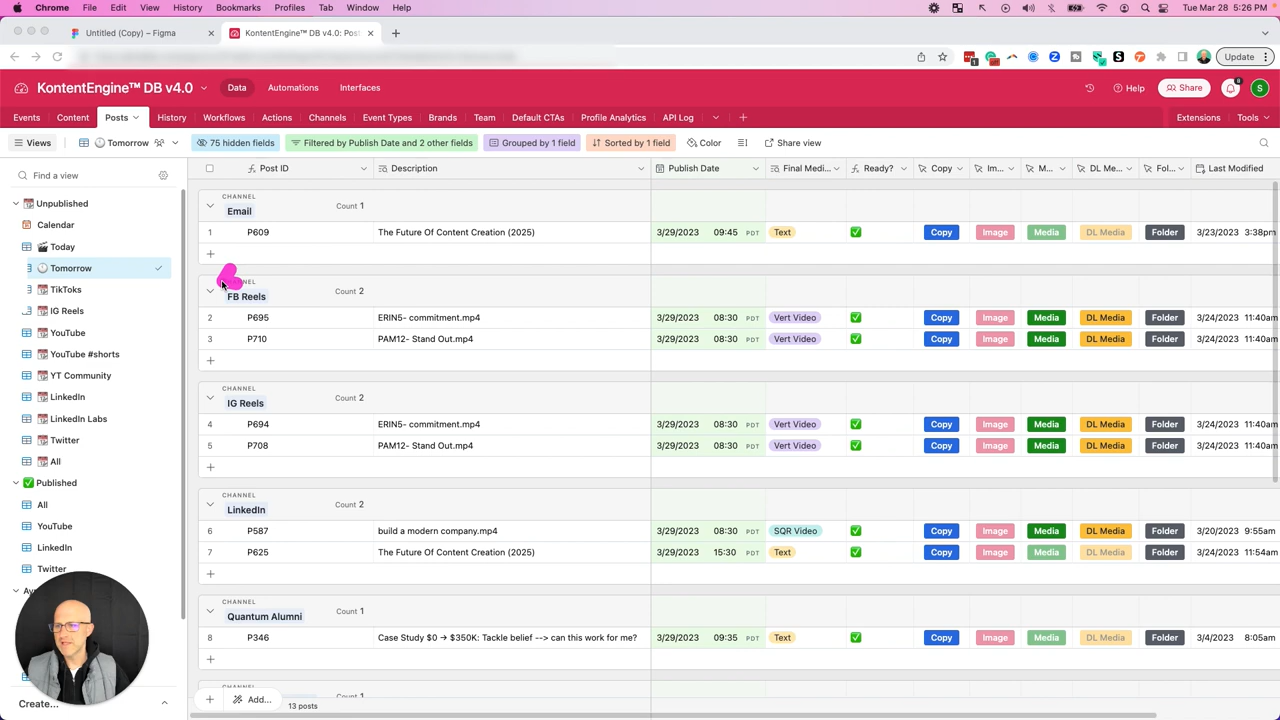 Chrome File Edit View History Bookmarks Profiles Tab Window Help Tue Mar 28 5:26 PM
Untitled (Copy) – Figma KontentEngine™ DB v4.0: Pos
Update
KontentEngine™ DB v4.0 Data Automations Interfaces Help Share 8 S
Events Content Posts History Workflows Actions Channels Event Types Brands Team Default CTAs Profile Analytics API Log Extensions Tools
Views Tomorrow 75 hidden fields Filtered by Publish Date and 2 other fields Grouped by 1 field Sorted by 1 field Color Share view
Find a view
Unpublished
Calendar
Today
Tomorrow
TikToks
IG Reels
YouTube
YouTube #shorts
YT Community
LinkedIn
LinkedIn Labs
Twitter
All
Published
All
YouTube
LinkedIn
Twitter
Create...
Post ID Description Publish Date Final Medi... Ready? Copy Im... M... DL Me... Fol... Last Modified
CHANNEL
Email Count 1
1 P609 The Future Of Content Creation (2025) 3/29/2023 09:45 PDT Text Copy Image Media DL Media Folder 3/23/2023 3:38pm
FB Reels Count 2
2 P695 ERIN5- commitment.mp4 3/29/2023 08:30 PDT Vert Video Copy Image Media DL Media Folder 3/24/2023 11:40am
3 P710 PAM12- Stand Out.mp4 3/29/2023 08:30 PDT Vert Video Copy Image Media DL Media Folder 3/24/2023 11:40am
CHANNEL
IG Reels Count 2
4 P694 ERIN5- commitment.mp4 3/29/2023 08:30 PDT Vert Video Copy Image Media DL Media Folder 3/24/2023 11:40am
5 P708 PAM12- Stand Out.mp4 3/29/2023 08:30 PDT Vert Video Copy Image Media DL Media Folder 3/24/2023 11:40am
CHANNEL
LinkedIn Count 2
6 P587 build a modern company.mp4 3/29/2023 08:30 PDT SQR Video Copy Image Media DL Media Folder 3/20/2023 9:55am
7 P625 The Future Of Content Creation (2025) 3/29/2023 15:30 PDT Text Copy Image Media DL Media Folder 3/24/2023 11:54am
CHANNEL
Quantum Alumni Count 1
8 P346 Case Study $0 → $350K: Tackle belief --> can this work for me? 3/29/2023 09:35 PDT Text Copy Image Media DL Media Folder 3/4/2023 8:05am
CHANNEL
Add...
13 posts